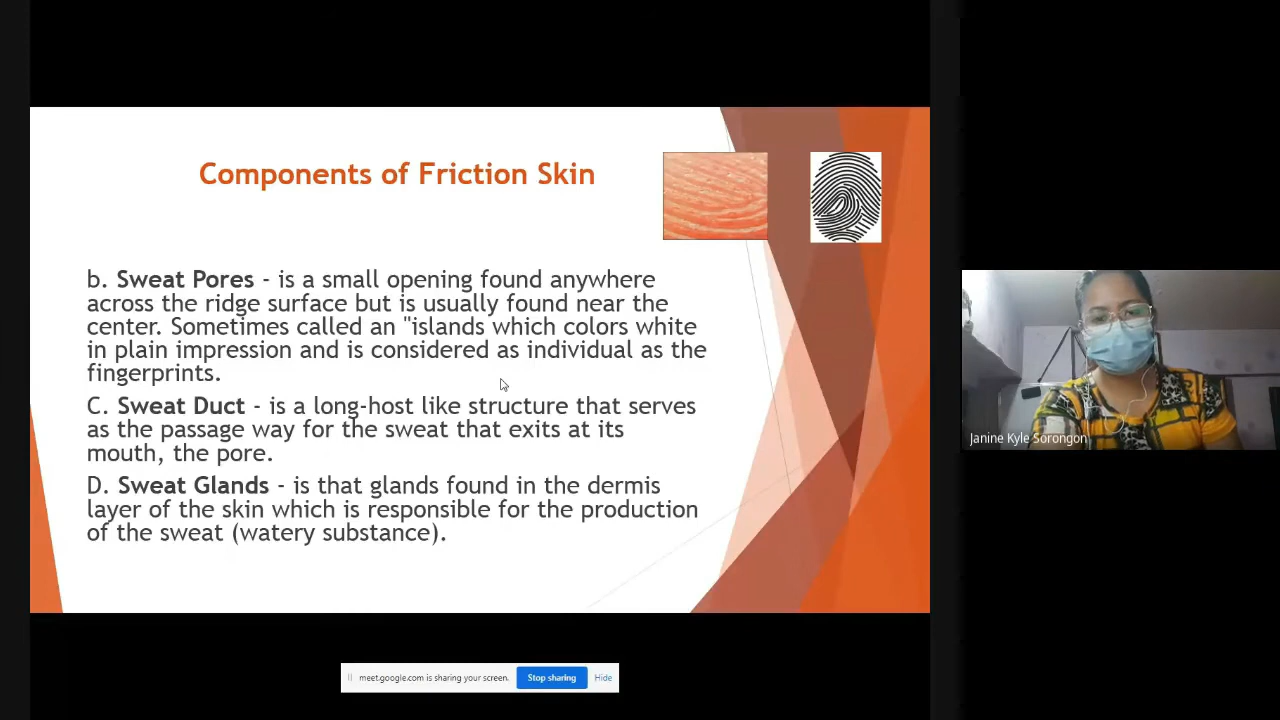 Components of Friction Skin
b. Sweat Pores - is a small opening found anywhere
across the ridge surface but is usually found near the
center. Sometimes called an "islands which colors white
in plain impression and is considered as individual as the
fingerprints.
C. Sweat Duct - is a long-host like structure that serves
as the passage way for the sweat that exits at its
mouth, the pore.
D. Sweat Glands - is that glands found in the dermis
layer of the skin which is responsible for the production
of the sweat (watery substance).
Janine Kyle Sorongon
meet.google.com is sharing your screen. Stop sharing Hide